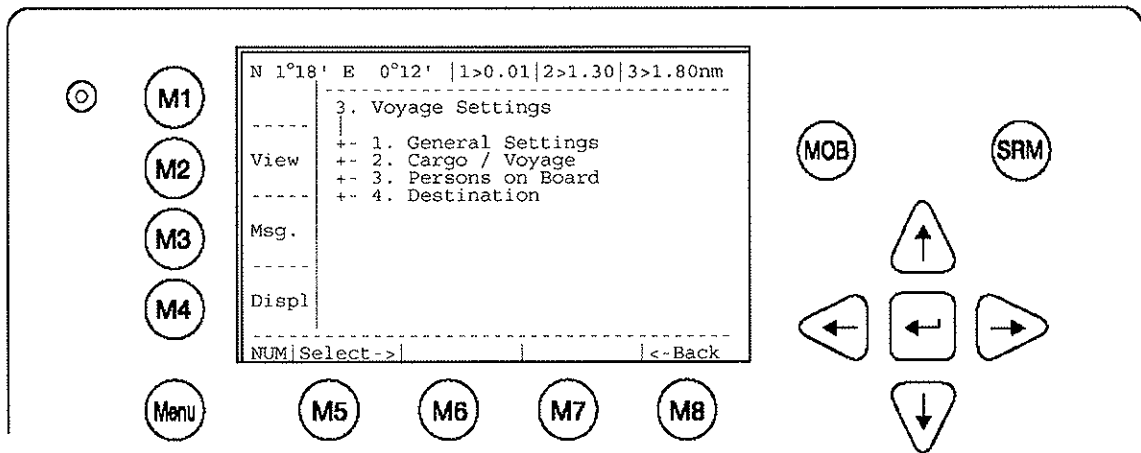 N 1°18' E 0°12' |1>0.01|2>1.30|3>1.80nm
M1
3. Voyage Settings
+- 1. General Settings
MOB
SRM
M2
View
+- 2. Cargo / Voyage
+- 3. Persons on Board
+- 4. Destination
M3
Msg.
M4
Displ
NUM|Select->| | |<-Back
Menu
M5
M6
M7
M8